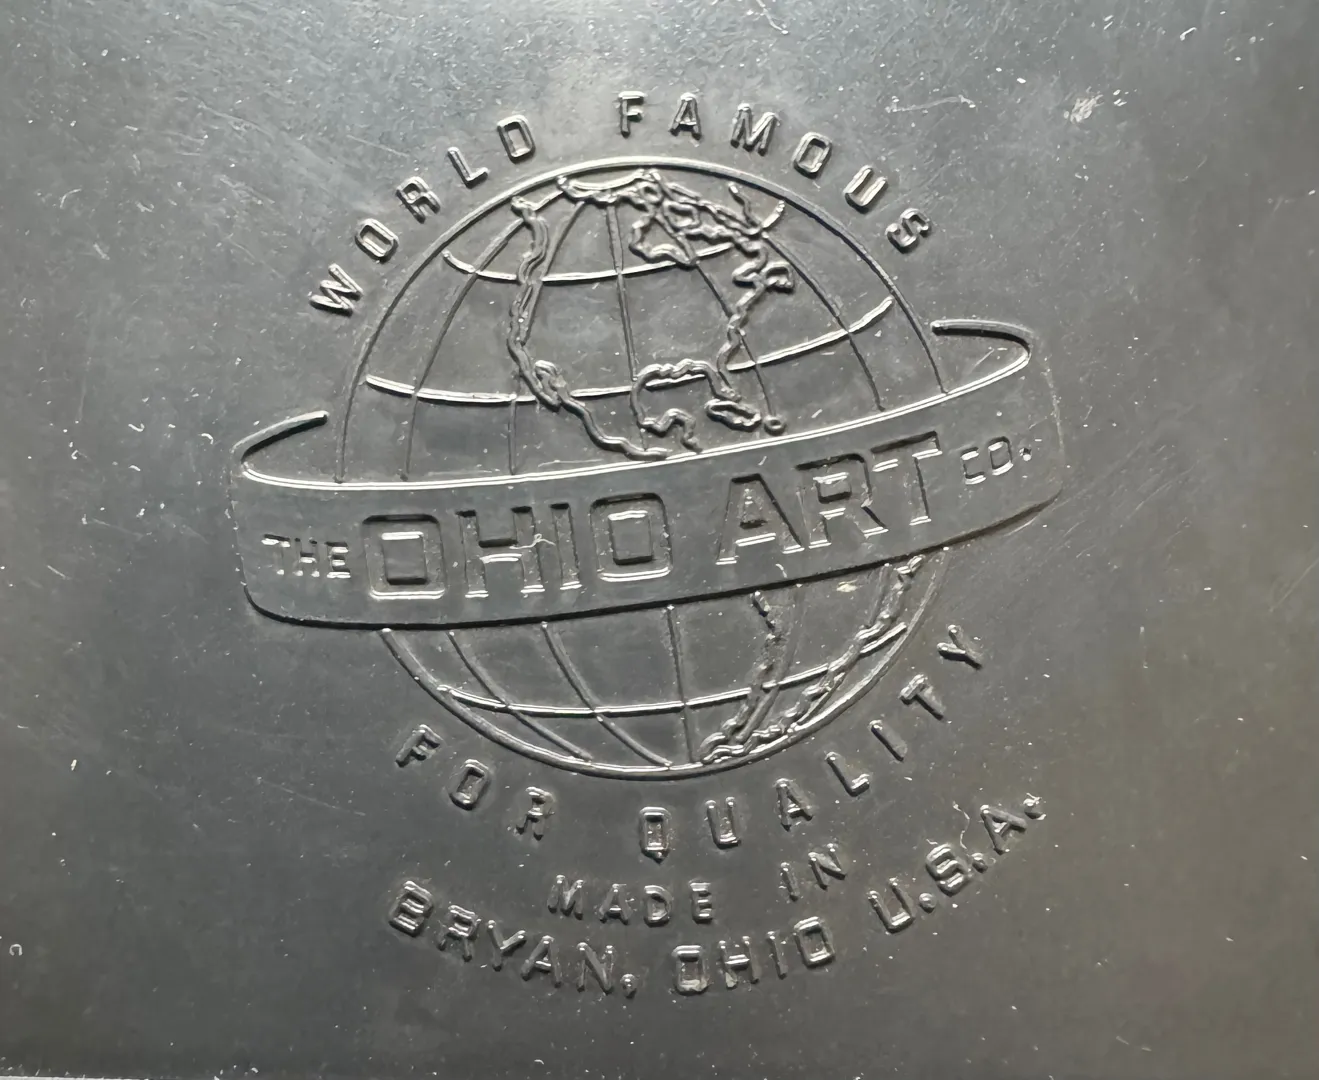 WORLD FAMOUS
THE OHIO ART CO.
FOR QUALITY
MADE IN
BRYAN, OHIO U.S.A.